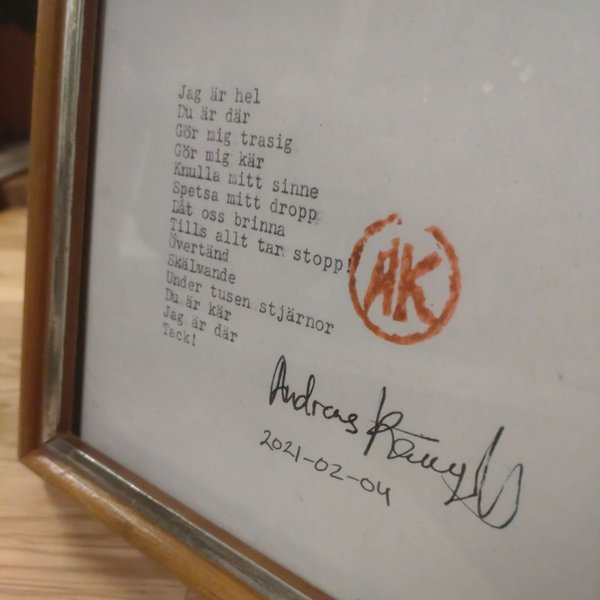 Jag är hel
Du är där
Gör mig trasig
Gör mig kär
Knulla mitt sinne
Spetsa mitt dropp
Låt oss brinna
Tills allt tar stopp!
Övertänd
Skälvande
Under tusen stjärnor
Du är kär
Jag är där
Tack!
AK
Andreas
2021-02-04